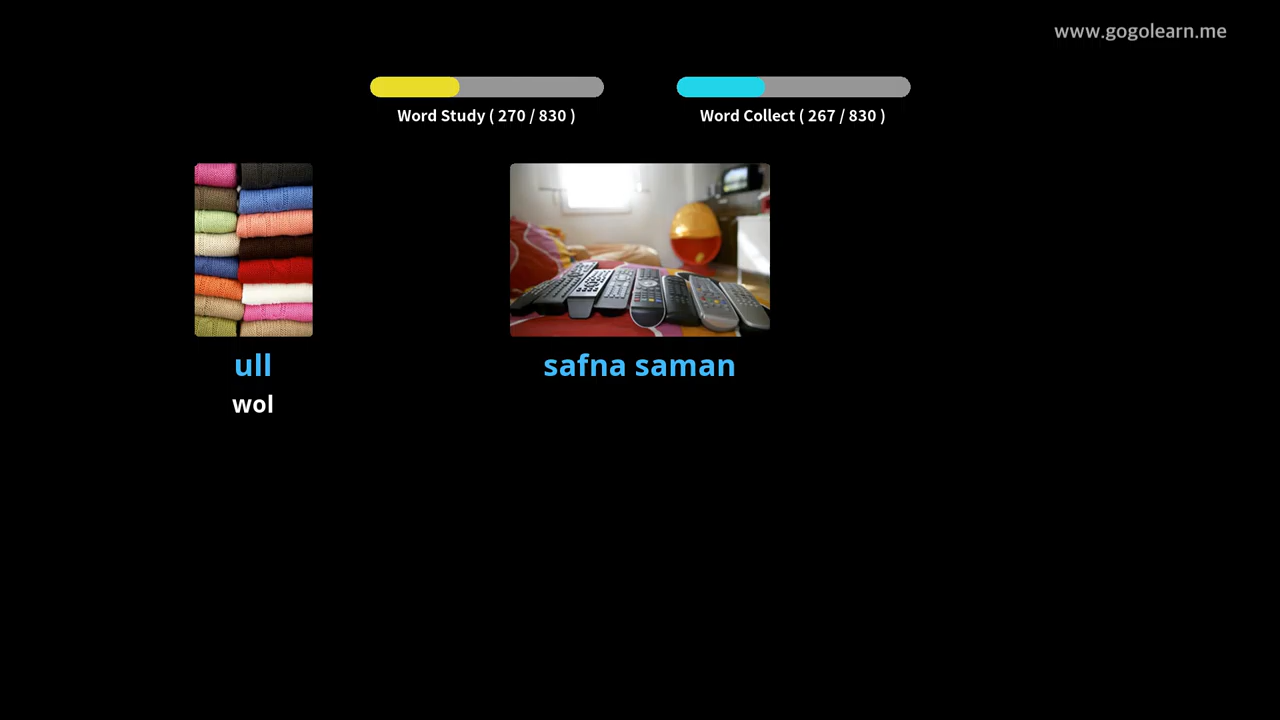 www.gogolearn.me
Word Study ( 270 / 830 )
Word Collect ( 267 / 830 )
ull
wol
safna saman